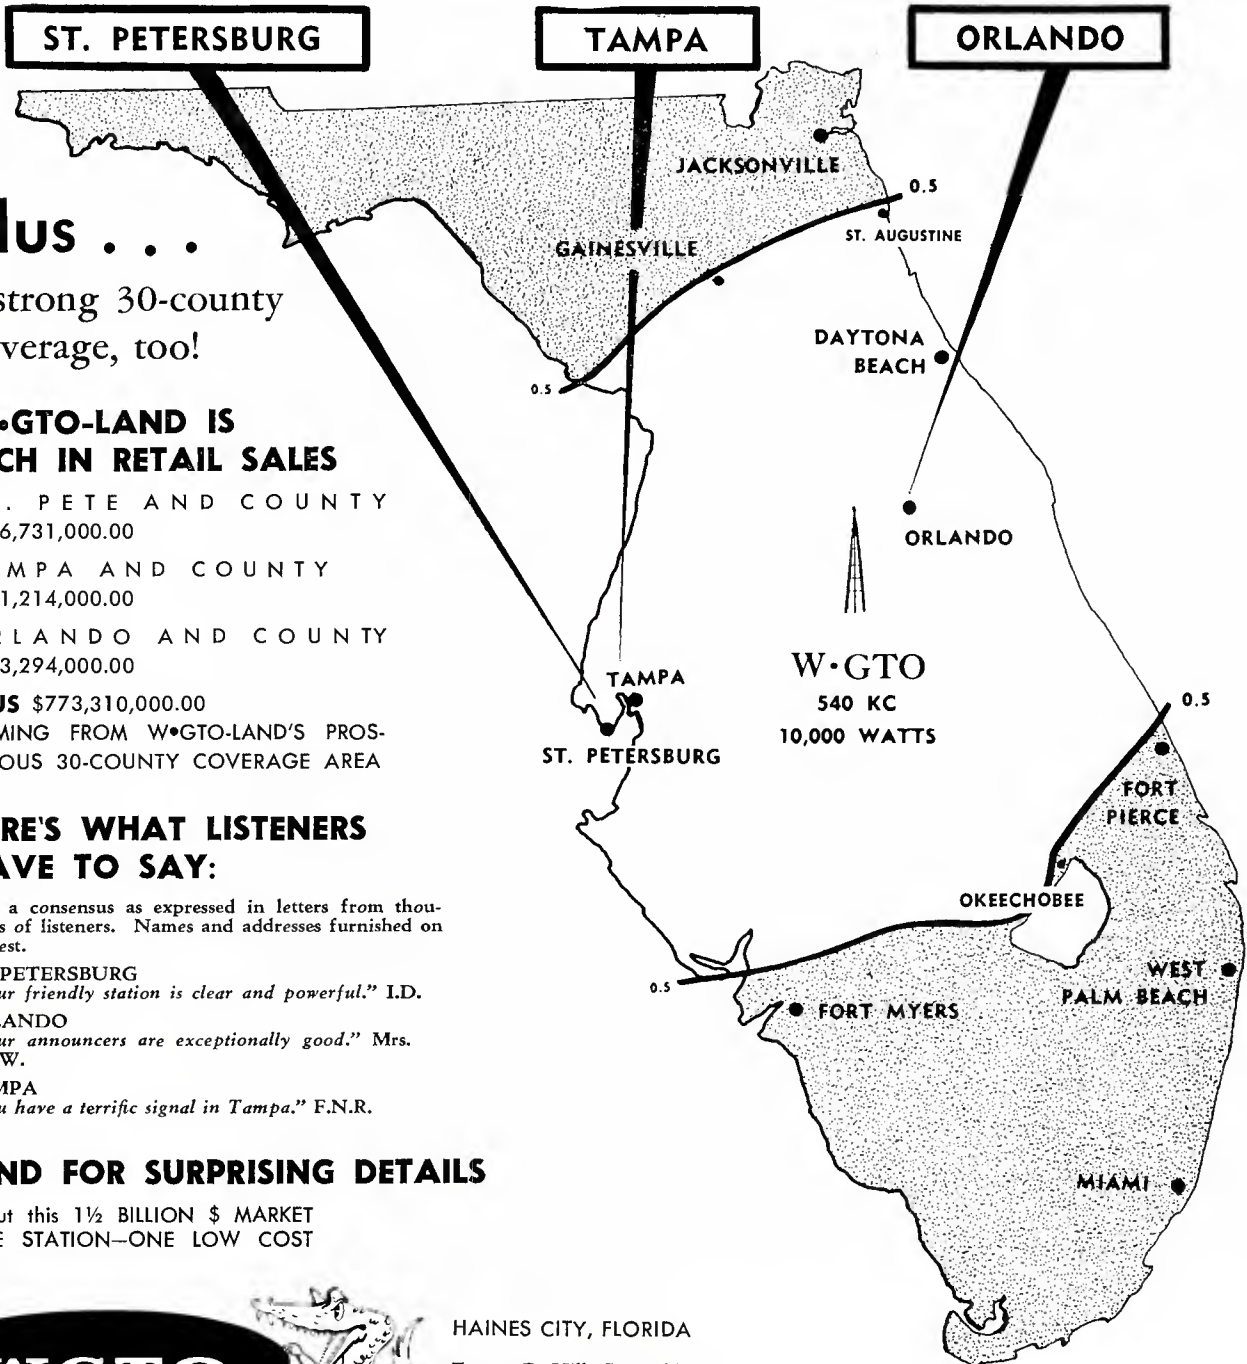 ST. PETERSBURG
TAMPA
ORLANDO
lus . . .
strong 30-county
verage, too!
•GTO-LAND IS
CH IN RETAIL SALES
. PETE AND COUNTY
6,731,000.00
MPA AND COUNTY
1,214,000.00
RLANDO AND COUNTY
3,294,000.00
US $773,310,000.00
MING FROM W•GTO-LAND'S PROS-
OUS 30-COUNTY COVERAGE AREA
RE'S WHAT LISTENERS
AVE TO SAY:
a consensus as expressed in letters from thou-
s of listeners. Names and addresses furnished on
est.
PETERSBURG
ur friendly station is clear and powerful." I.D.
LANDO
ur announcers are exceptionally good." Mrs.
W.
MPA
u have a terrific signal in Tampa." F.N.R.
ND FOR SURPRISING DETAILS
ut this 1½ BILLION $ MARKET
E STATION—ONE LOW COST
HAINES CITY, FLORIDA
JACKSONVILLE
0.5
ST. AUGUSTINE
GAINESVILLE
0.5
DAYTONA
BEACH
ORLANDO
W•GTO
540 KC
10,000 WATTS
TAMPA
ST. PETERSBURG
0.5
FORT
PIERCE
OKEECHOBEE
WEST
PALM BEACH
0.5
FORT MYERS
MIAMI